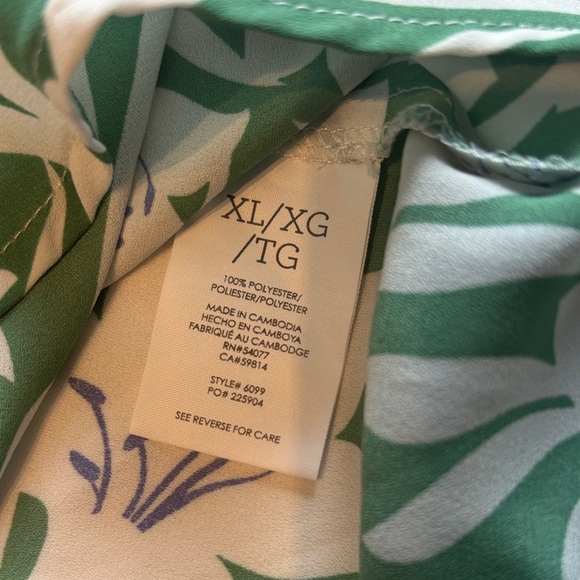 XL/XG
/TG
100% POLYESTER/
POLIESTER/POLYESTER
MADE IN CAMBODIA
HECHO EN CAMBOYA
FABRIQUÉ AU CAMBODGE
RN#54077
CA#59814
STYLE# 6099
PO# 225904
SEE REVERSE FOR CARE